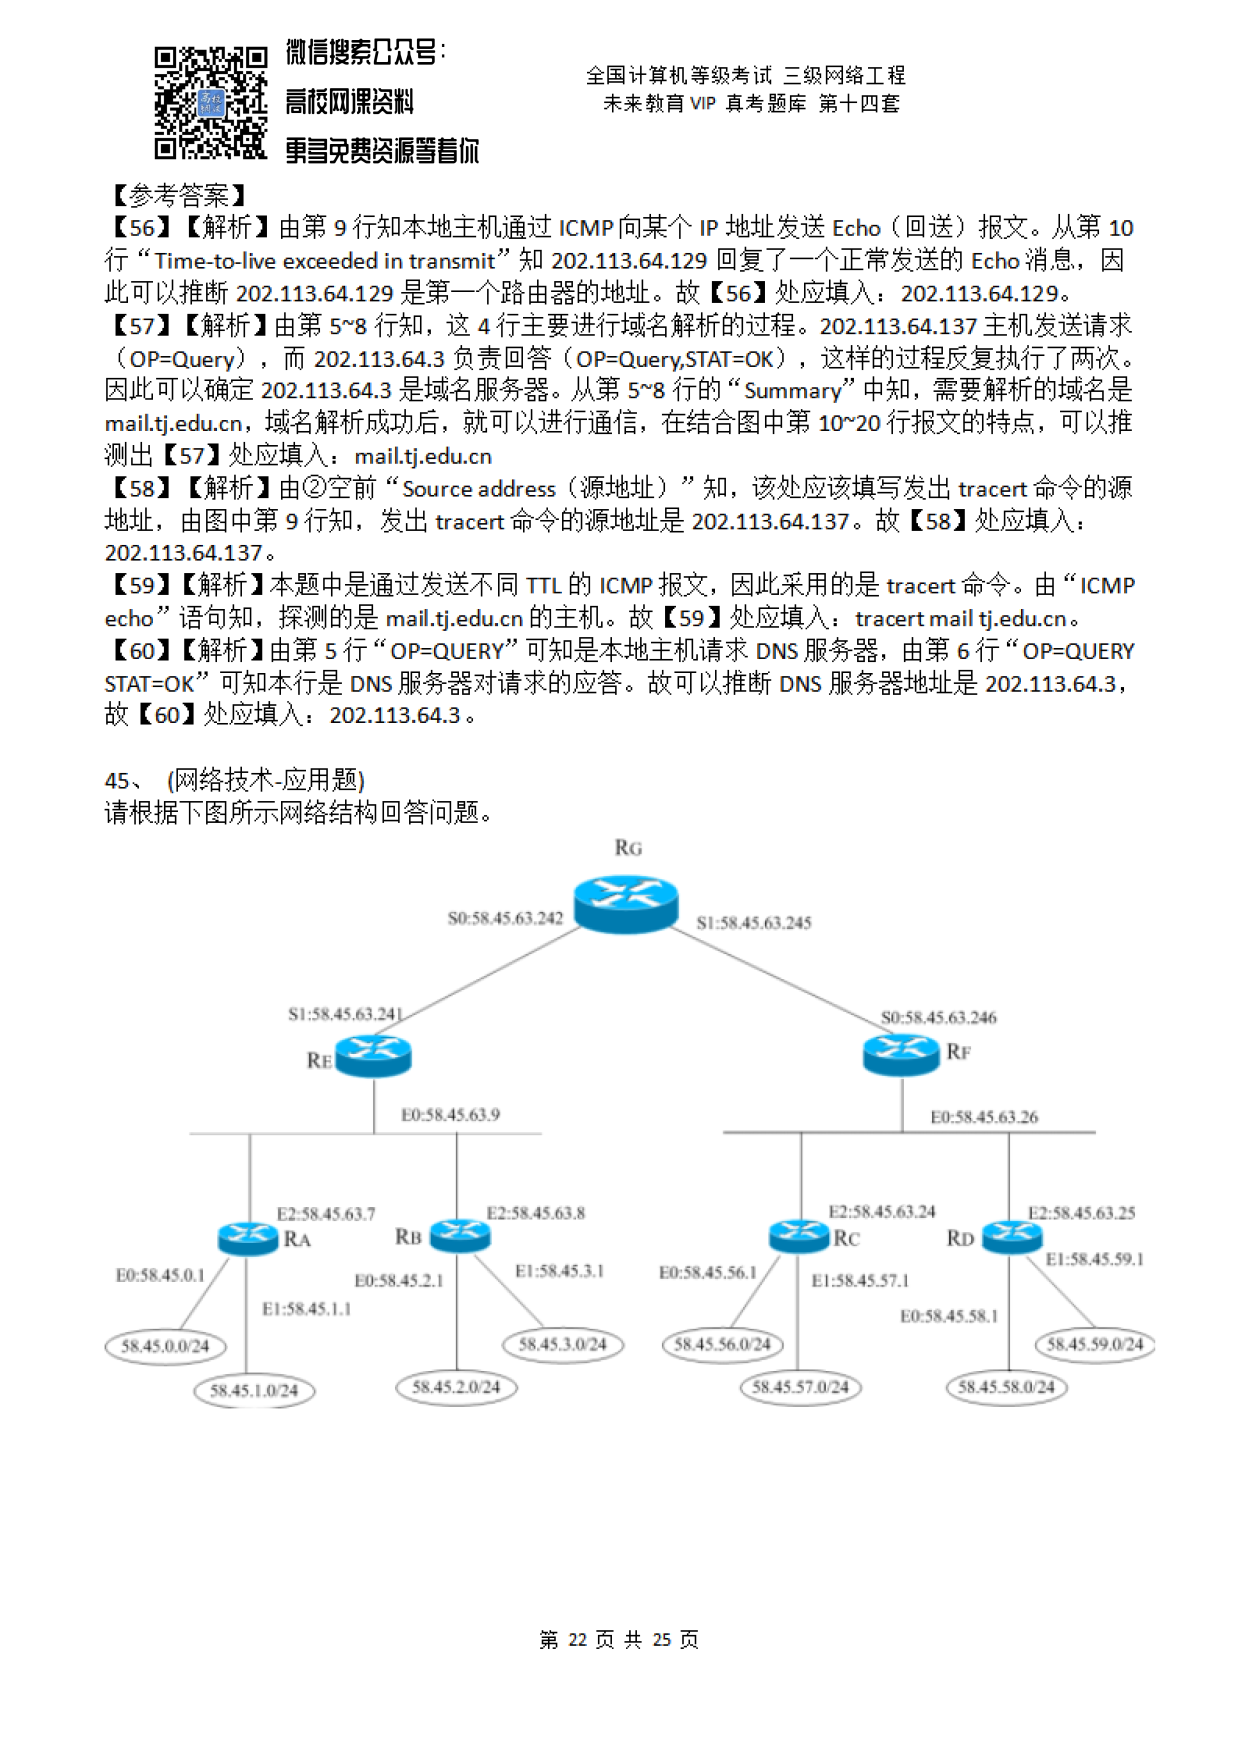 微信搜索公众号：
高校网课资料
更多免费资源等着你
全国计算机等级考试 三级网络工程
未来教育 VIP 真考题库 第十四套
高校
网课
【参考答案】
【56】【解析】由第 9 行知本地主机通过 ICMP 向某个 IP 地址发送 Echo（回送）报文。从第 10
行“Time-to-live exceeded in transmit”知 202.113.64.129 回复了一个正常发送的 Echo 消息，因
此可以推断 202.113.64.129 是第一个路由器的地址。故【56】处应填入：202.113.64.129。
【57】【解析】由第 5~8 行知，这 4 行主要进行域名解析的过程。202.113.64.137 主机发送请求
（OP=Query），而 202.113.64.3 负责回答（OP=Query,STAT=OK），这样的过程反复执行了两次。
因此可以确定 202.113.64.3 是域名服务器。从第 5~8 行的“Summary”中知，需要解析的域名是
mail.tj.edu.cn，域名解析成功后，就可以进行通信，在结合图中第 10~20 行报文的特点，可以推
测出【57】处应填入：mail.tj.edu.cn
【58】【解析】由②空前“Source address（源地址）”知，该处应该填写发出 tracert 命令的源
地址，由图中第 9 行知，发出 tracert 命令的源地址是 202.113.64.137。故【58】处应填入：
202.113.64.137。
【59】【解析】本题中是通过发送不同 TTL 的 ICMP 报文，因此采用的是 tracert 命令。由“ICMP
echo”语句知，探测的是 mail.tj.edu.cn 的主机。故【59】处应填入：tracert mail tj.edu.cn。
【60】【解析】由第 5 行“OP=QUERY”可知是本地主机请求 DNS 服务器，由第 6 行“OP=QUERY
STAT=OK”可知本行是 DNS 服务器对请求的应答。故可以推断 DNS 服务器地址是 202.113.64.3，
故【60】处应填入：202.113.64.3。
45、 (网络技术-应用题)
请根据下图所示网络结构回答问题。
RG
S0:58.45.63.242
S1:58.45.63.245
S1:58.45.63.241
S0:58.45.63.246
RE
RF
E0:58.45.63.9
E0:58.45.63.26
E2:58.45.63.7
E2:58.45.63.8
E2:58.45.63.24
E2:58.45.63.25
RA
RB
RC
RD
E0:58.45.0.1
E1:58.45.1.1
E0:58.45.2.1
E1:58.45.3.1
E0:58.45.56.1
E1:58.45.57.1
E0:58.45.58.1
E1:58.45.59.1
58.45.0.0/24
58.45.1.0/24
58.45.2.0/24
58.45.3.0/24
58.45.56.0/24
58.45.57.0/24
58.45.58.0/24
58.45.59.0/24
第 22 页 共 25 页